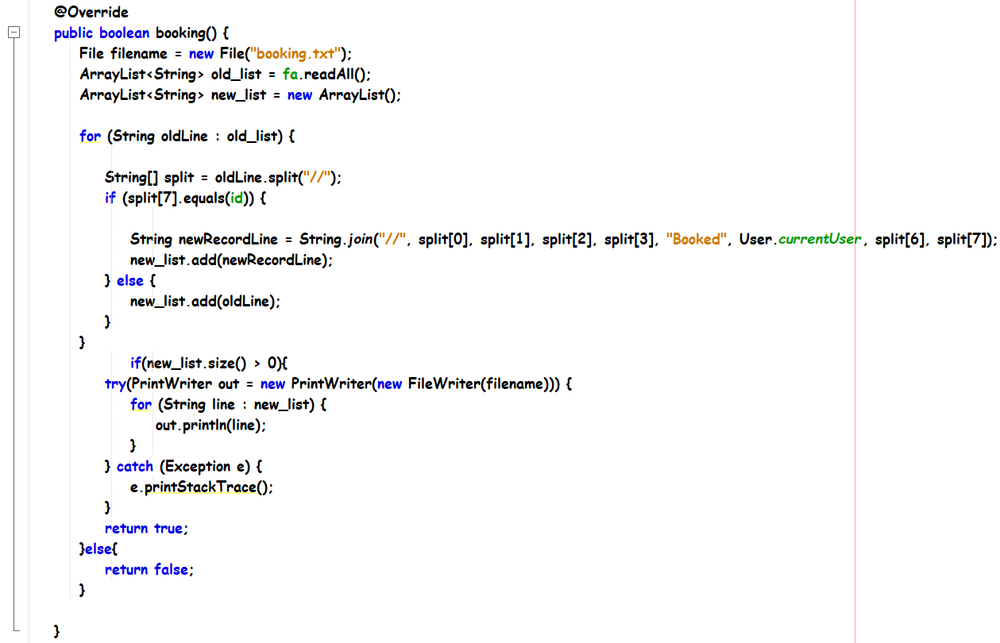 @Override
public boolean booking() {
File filename = new File("booking.txt");
ArrayList<String> old_list = fa.readAll();
ArrayList<String> new_list = new ArrayList();
for (String oldLine : old_list) {
String[] split = oldLine.split("//");
if (split[7].equals(id)) {
String newRecordLine = String.join("//", split[0], split[1], split[2], split[3], "Booked", User.currentUser, split[6], split[7]);
new_list.add(newRecordLine);
} else {
new_list.add(oldLine);
}
}
if(new_list.size() > 0){
try(PrintWriter out = new PrintWriter(new FileWriter(filename))) {
for (String line : new_list) {
out.println(line);
}
} catch (Exception e) {
e.printStackTrace();
}
return true;
}else{
return false;
}
}